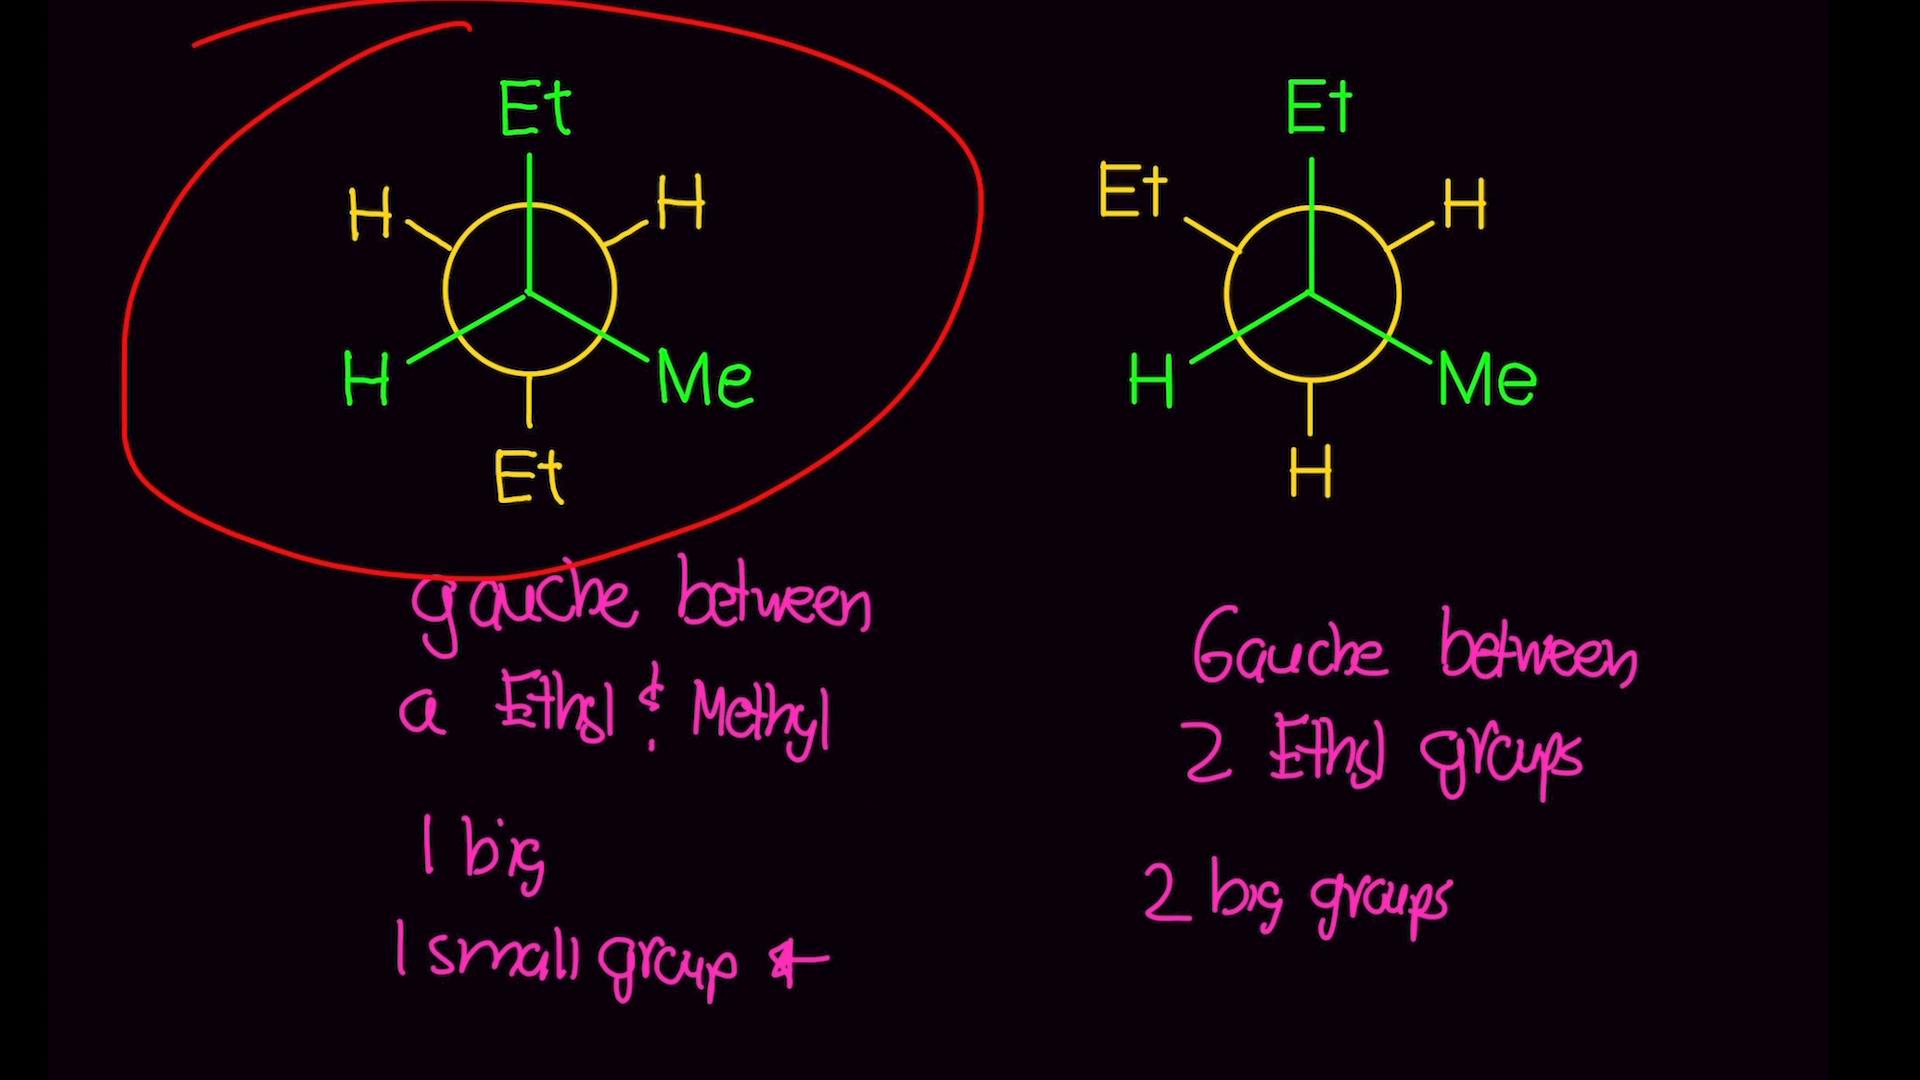 Et
H H
H Me
Et
gauche between
a Ethyl & Methyl
1 big
1 small group ←
Et
Et H
H Me
H
Gauche between
2 Ethyl groups
2 big groups